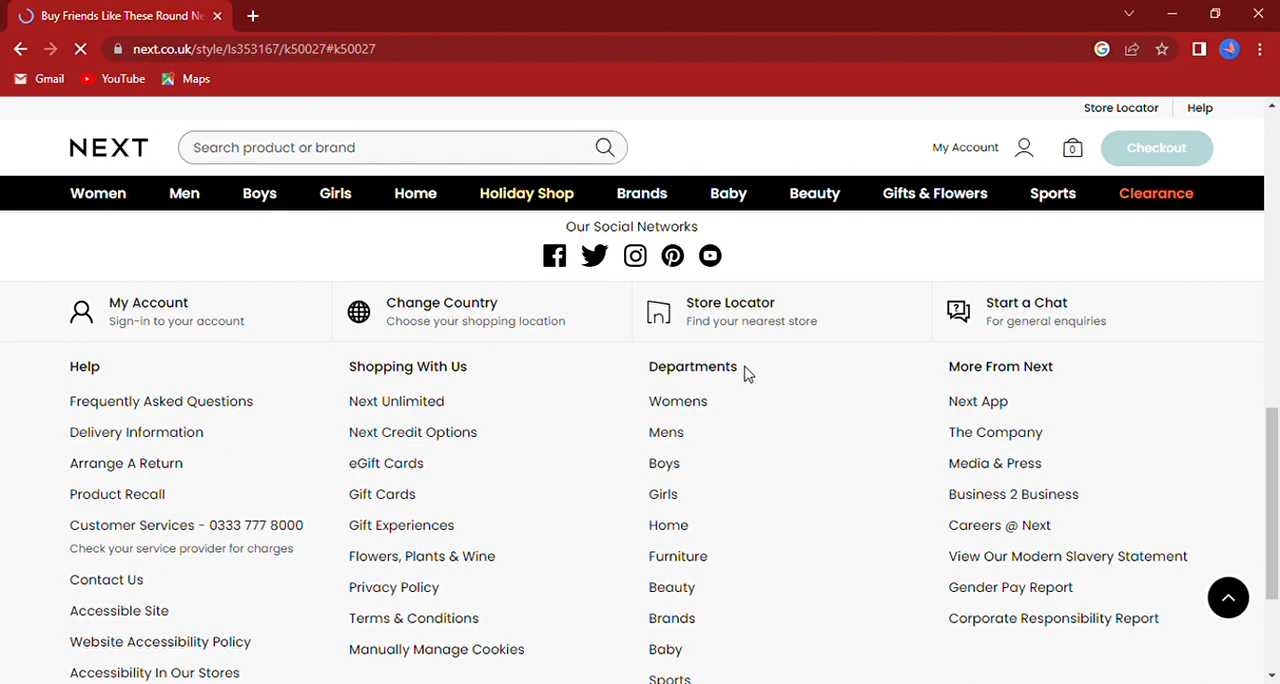 Buy Friends Like These Round Ne
next.co.uk/style/ls353167/k50027#k50027
Gmail YouTube Maps
Store Locator Help
NEXT Search product or brand My Account 0 Checkout
Women Men Boys Girls Home Holiday Shop Brands Baby Beauty Gifts & Flowers Sports Clearance
Our Social Networks
My Account
Sign-in to your account
Change Country
Choose your shopping location
Store Locator
Find your nearest store
Start a Chat
For general enquiries
Help
Frequently Asked Questions
Delivery Information
Arrange A Return
Product Recall
Customer Services - 0333 777 8000
Check your service provider for charges
Contact Us
Accessible Site
Website Accessibility Policy
Accessibility In Our Stores
Shopping With Us
Next Unlimited
Next Credit Options
eGift Cards
Gift Cards
Gift Experiences
Flowers, Plants & Wine
Privacy Policy
Terms & Conditions
Manually Manage Cookies
Departments
Womens
Mens
Boys
Girls
Home
Furniture
Beauty
Brands
Baby
Sports
More From Next
Next App
The Company
Media & Press
Business 2 Business
Careers @ Next
View Our Modern Slavery Statement
Gender Pay Report
Corporate Responsibility Report